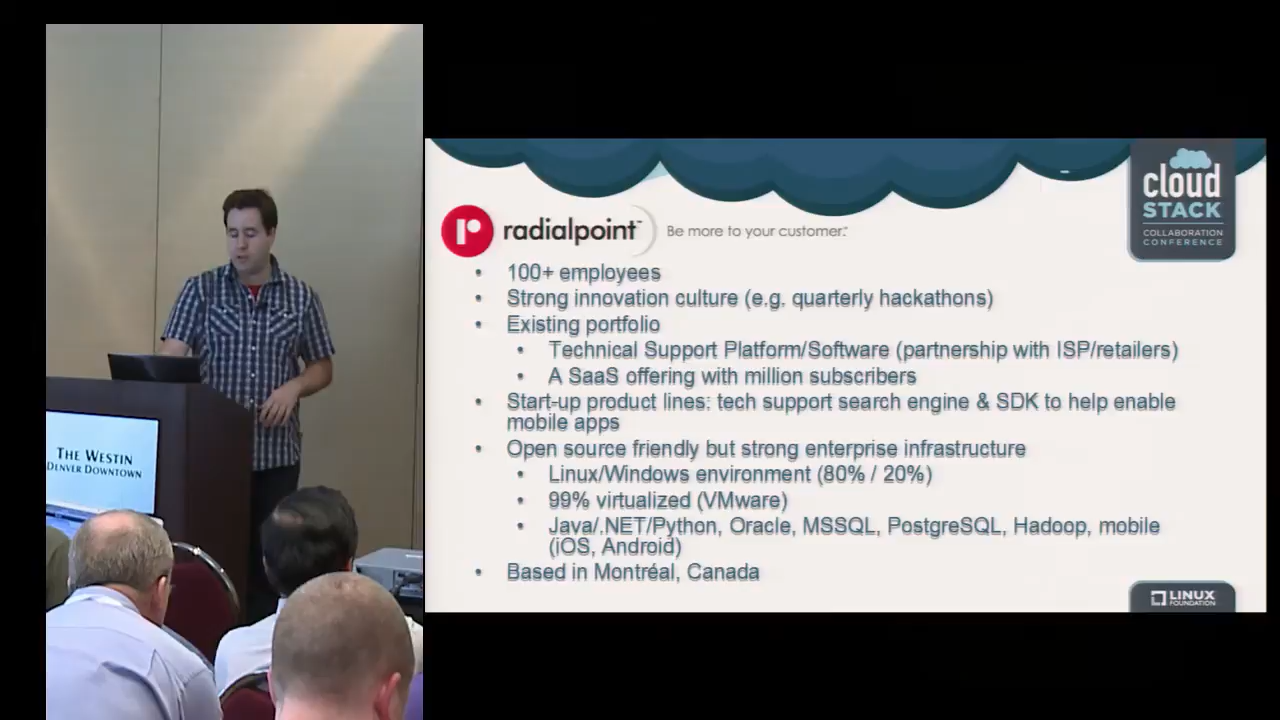 THE WESTIN
DENVER DOWNTOWN
cloud
STACK
COLLABORATION
CONFERENCE
radialpoint™ Be more to your customer.™
• 100+ employees
• Strong innovation culture (e.g. quarterly hackathons)
• Existing portfolio
• Technical Support Platform/Software (partnership with ISP/retailers)
• A SaaS offering with million subscribers
• Start-up product lines: tech support search engine & SDK to help enable
mobile apps
• Open source friendly but strong enterprise infrastructure
• Linux/Windows environment (80% / 20%)
• 99% virtualized (VMware)
• Java/.NET/Python, Oracle, MSSQL, PostgreSQL, Hadoop, mobile
(iOS, Android)
• Based in Montréal, Canada
LINUX
FOUNDATION